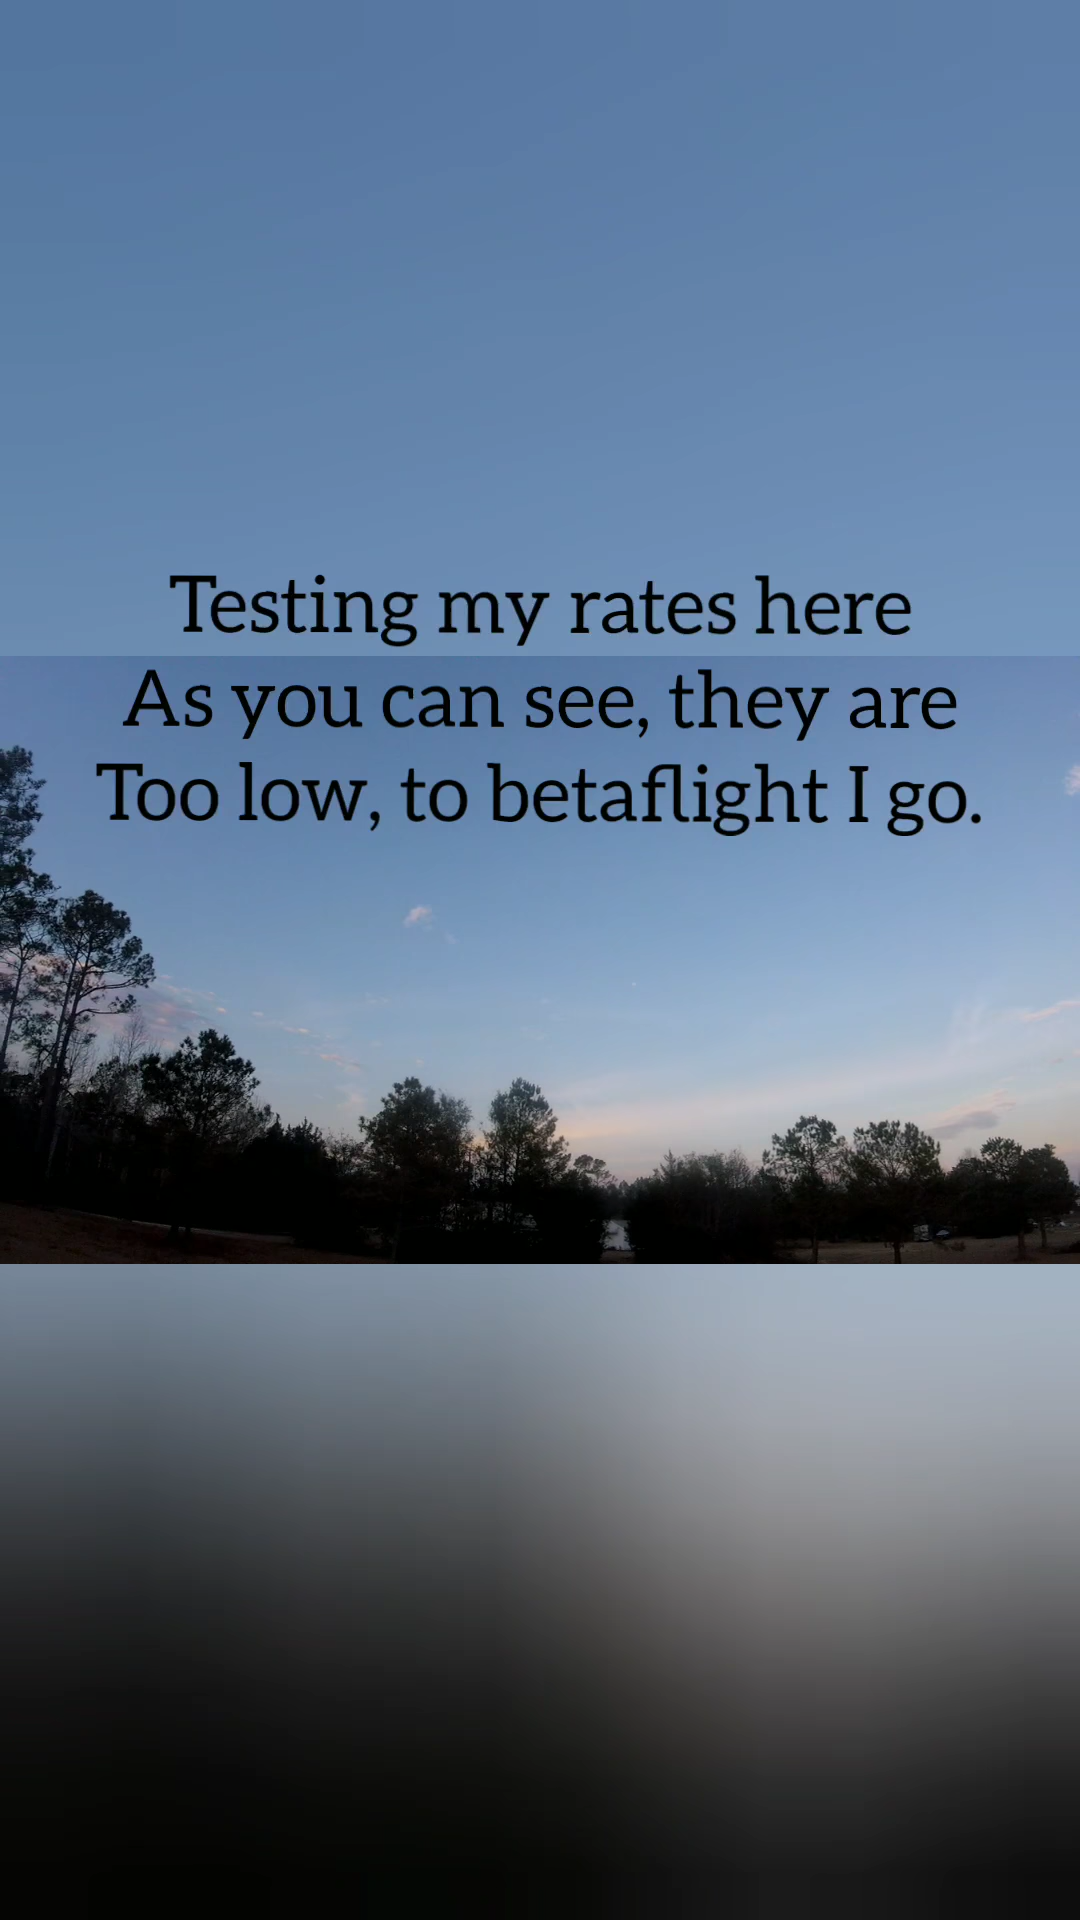 Testing my rates here
As you can see, they are
Too low, to betaflight I go.